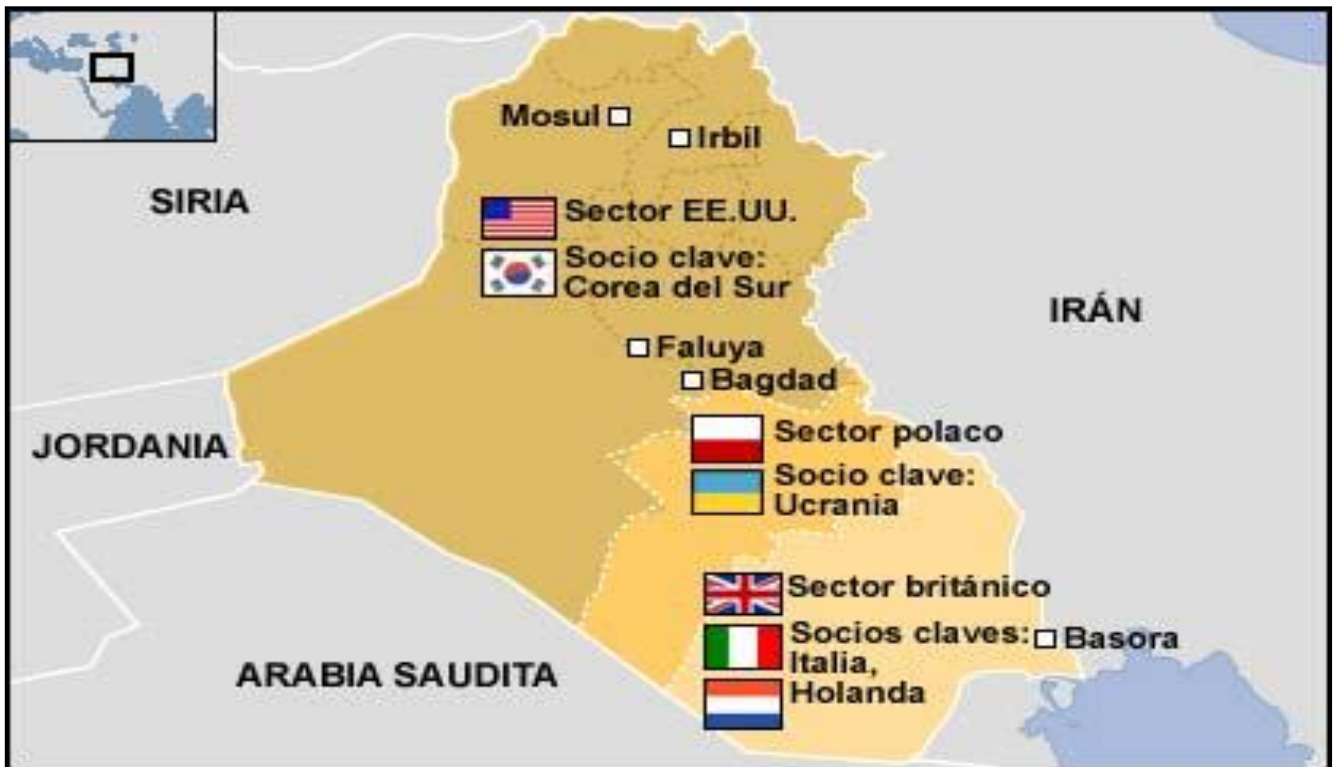 Mosul
Irbil
SIRIA
Sector EE.UU.
Socio clave:
Corea del Sur
IRÁN
Faluya
Bagdad
JORDANIA
Sector polaco
Socio clave:
Ucrania
Sector británico
Socios claves:
Italia,
Holanda
Basora
ARABIA SAUDITA